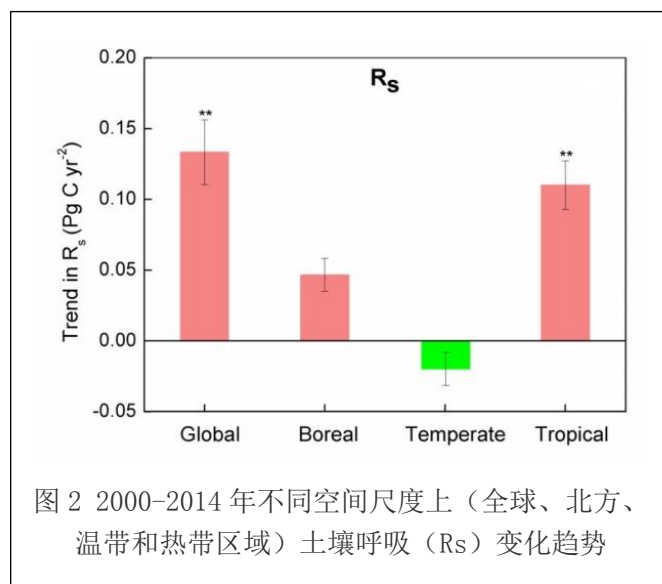 0.20
R_s
0.15
**
**
0.10
0.05
0.00
-0.05
Trend in R_s (Pg C yr⁻²)
Global Boreal Temperate Tropical
图 2 2000-2014 年不同空间尺度上（全球、北方、
温带和热带区域）土壤呼吸（Rs）变化趋势